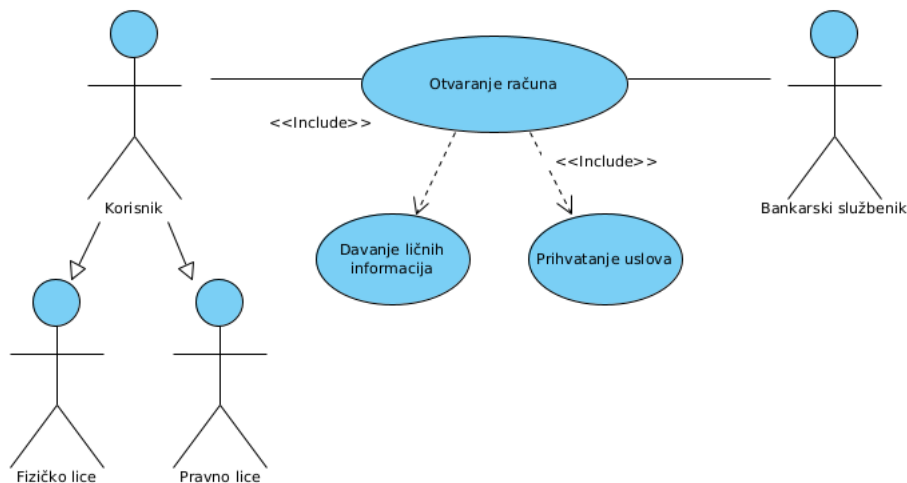 Otvaranje računa
<<Include>>
<<Include>>
Korisnik
Bankarski službenik
Davanje ličnih
informacija
Prihvatanje uslova
Fizičko lice
Pravno lice